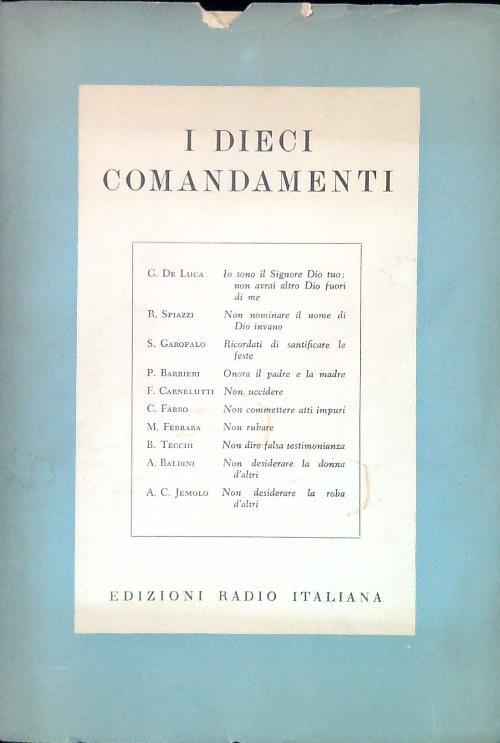 I DIECI
COMANDAMENTI
G. DE LUCA Io sono il Signore Dio tuo:
non avrai altro Dio fuori
di me
R. SPIAZZI Non nominare il nome di
Dio invano
S. GAROFALO Ricordati di santificare le
feste
P. BARBIERI Onora il padre e la madre
F. CARNELUTTI Non uccidere
C. FABRO Non commettere atti impuri
M. FERRARA Non rubare
B. TECCHI Non dire falsa testimonianza
A. BALDINI Non desiderare la donna
d'altri
A. C. JEMOLO Non desiderare la roba
d'altri
EDIZIONI RADIO ITALIANA